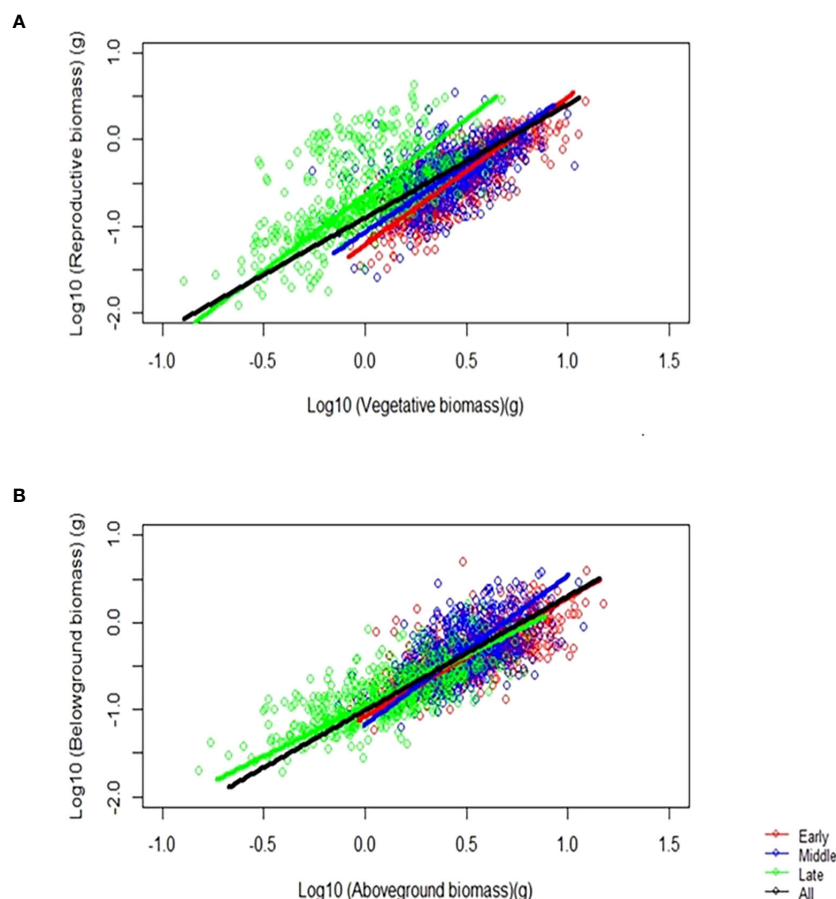 A
Log10 (Reproductive biomass) (g)
1.0
0.0
-1.0
-2.0
-1.0 -0.5 0.0 0.5 1.0 1.5
Log10 (Vegetative biomass)(g)
B
Log10 (Belowground biomass) (g)
1.0
0.0
-1.0
-2.0
-1.0 -0.5 0.0 0.5 1.0 1.5
Log10 (Aboveground biomass)(g)
Early
Middle
Late
All